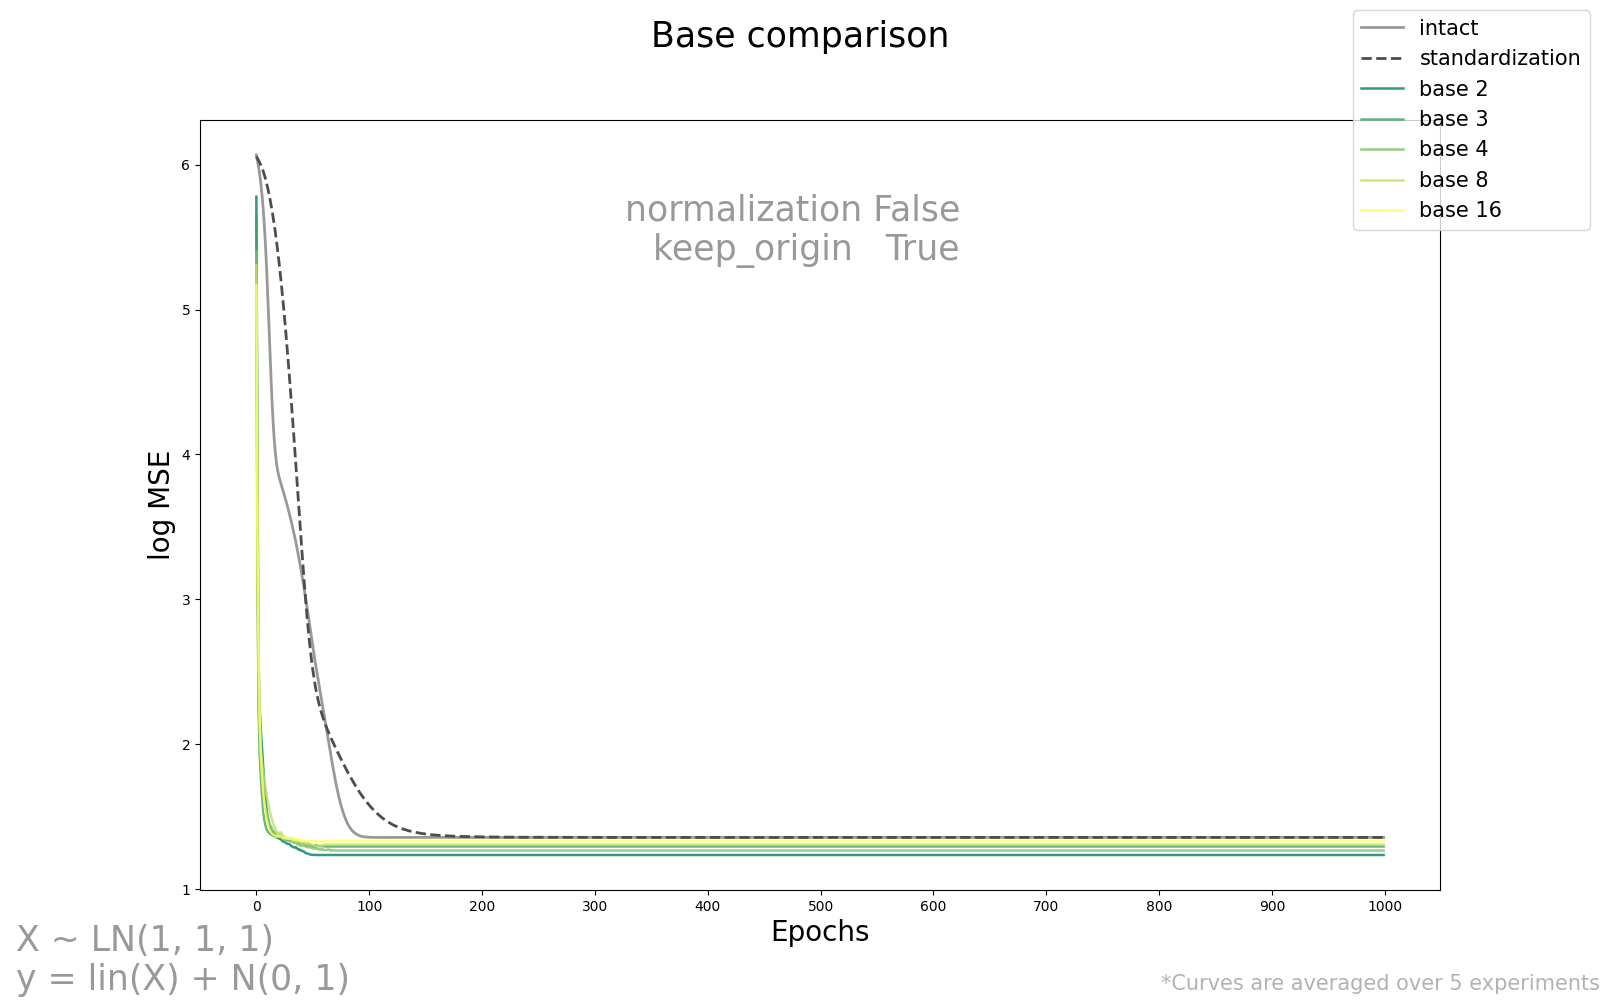 Base comparison
intact
standardization
base 2
base 3
base 4
base 8
base 16
normalization False
keep_origin   True
6
5
4
3
2
1
log MSE
0 100 200 300 400 500 600 700 800 900 1000
Epochs
X ~ LN(1, 1, 1)
y = lin(X) + N(0, 1)
*Curves are averaged over 5 experiments